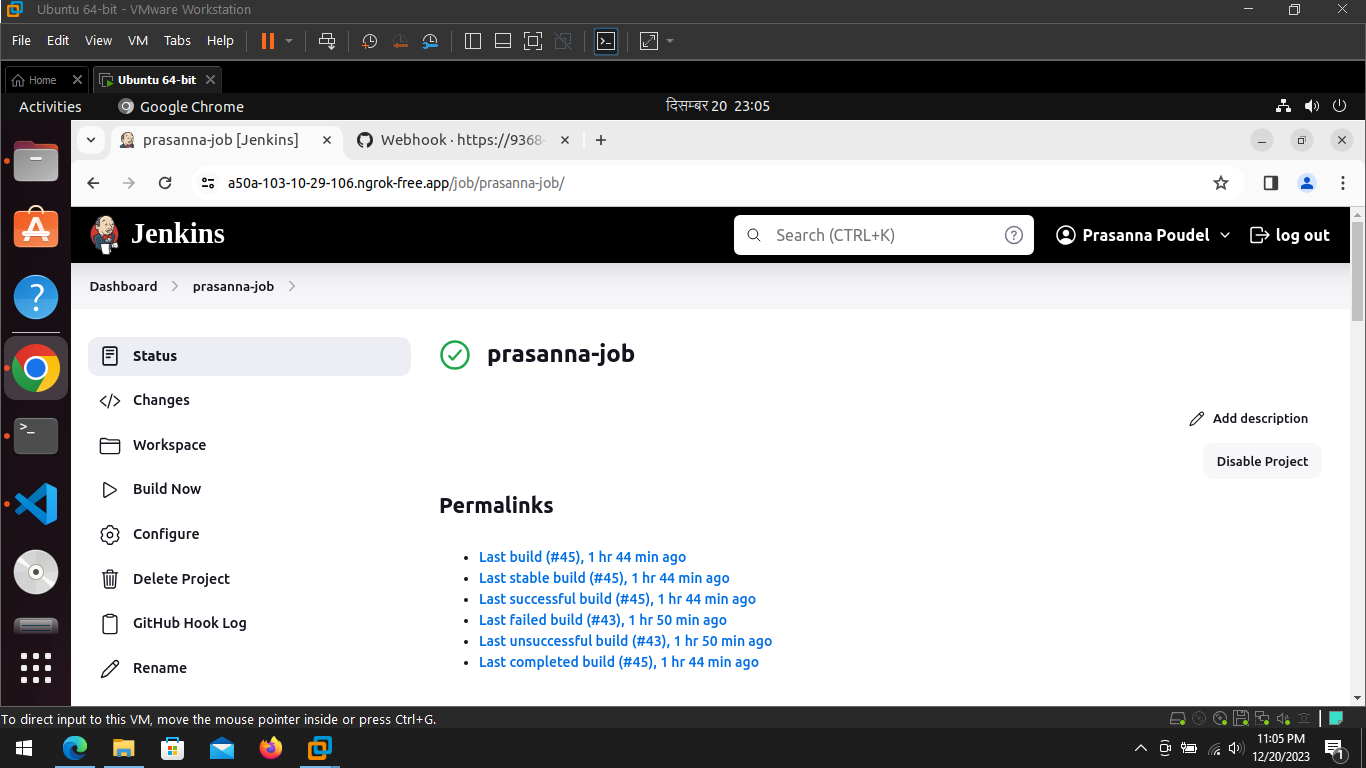 Ubuntu 64-bit - VMware Workstation
File Edit View VM Tabs Help
Home Ubuntu 64-bit
Activities Google Chrome दिसम्बर 20 23:05
prasanna-job [Jenkins] Webhook · https://9368-
a50a-103-10-29-106.ngrok-free.app/job/prasanna-job/
Jenkins Search (CTRL+K) Prasanna Poudel log out
Dashboard prasanna-job
Status
prasanna-job
Changes
Add description
Workspace
Disable Project
Build Now
Permalinks
Configure
Last build (#45), 1 hr 44 min ago
Delete Project
Last stable build (#45), 1 hr 44 min ago
Last successful build (#45), 1 hr 44 min ago
GitHub Hook Log
Last failed build (#43), 1 hr 50 min ago
Last unsuccessful build (#43), 1 hr 50 min ago
Rename
Last completed build (#45), 1 hr 44 min ago
To direct input to this VM, move the mouse pointer inside or press Ctrl+G.
11:05 PM
12/20/2023
1